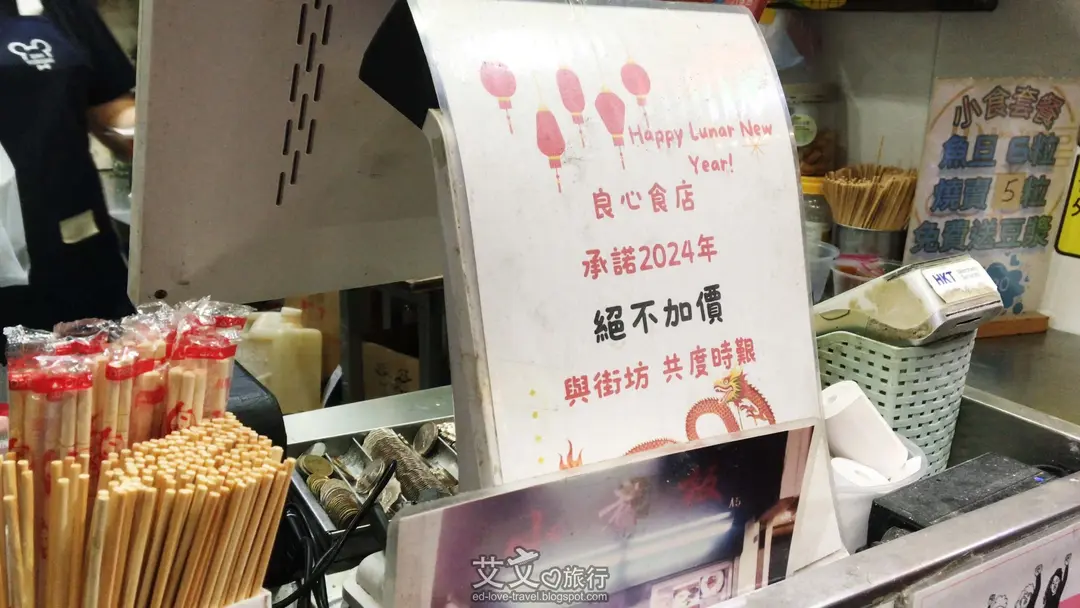 Happy Lunar New
Year!
良心食店
承諾2024年
絕不加價
與街坊 共度時艱
小食套餐
魚旦 6粒
燒賣 5粒
免費送豆漿
HKT
A5
艾文旅行
ed-love-travel.blogspot.com